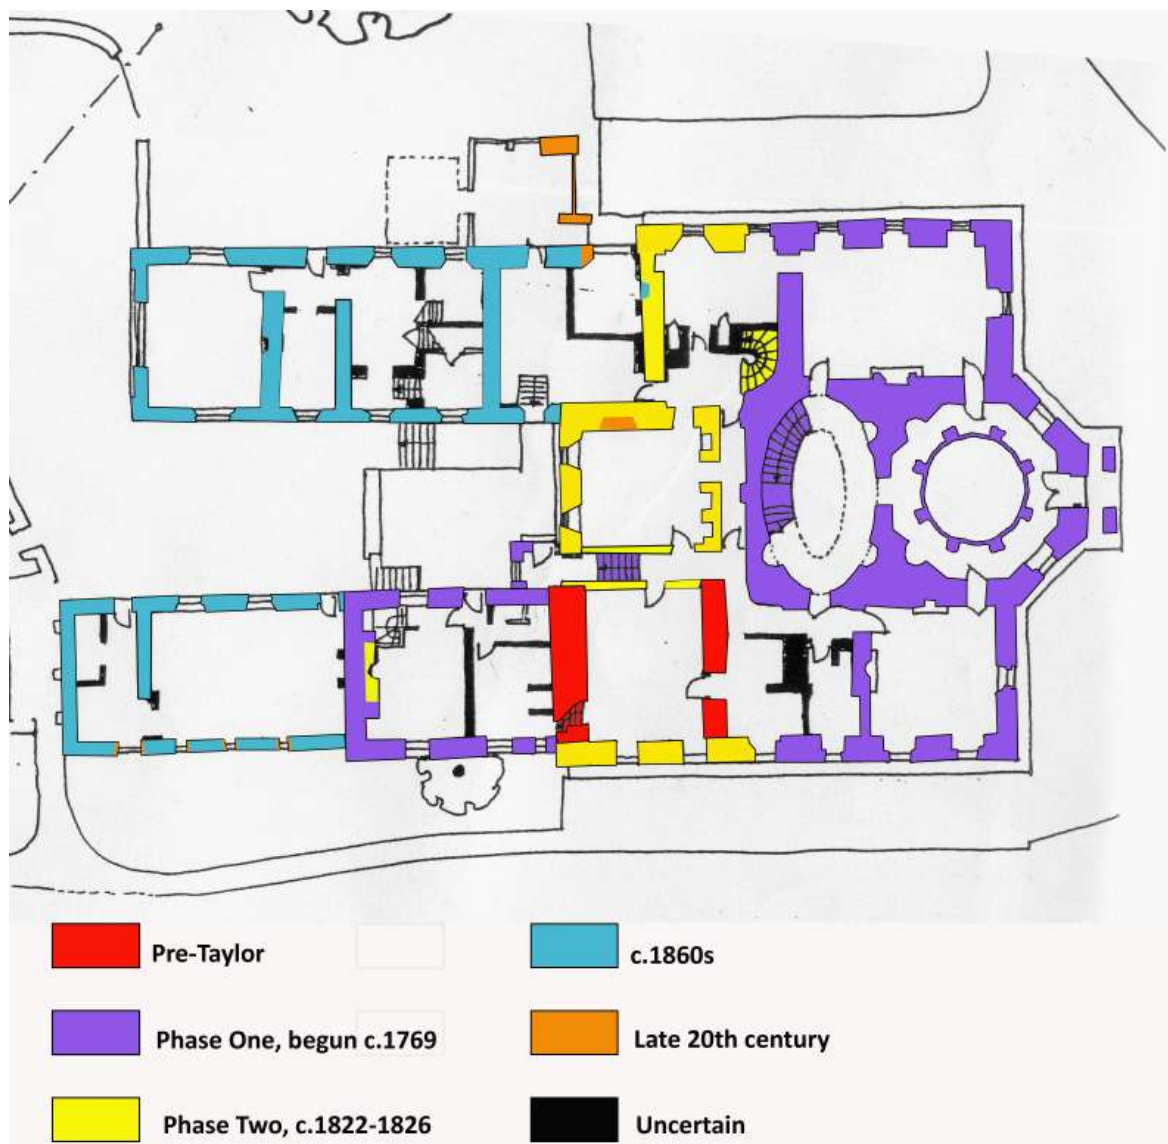 Pre-Taylor
c.1860s
Phase One, begun c.1769
Late 20th century
Phase Two, c.1822-1826
Uncertain